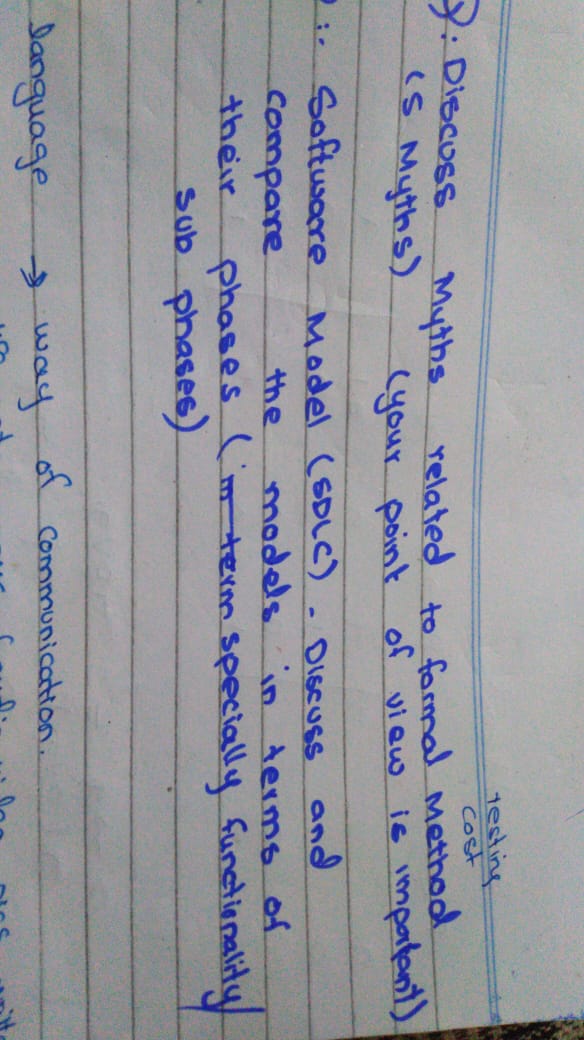 testing
cost
Q:. Discuss Myths related to formal Method
(5 Myths) (your point of view is impotant)
:. Software Model (SDLC). Discuss and
compare the models in terms of
their phases (in term specially functionality/
sub phases)
language → way of communication.